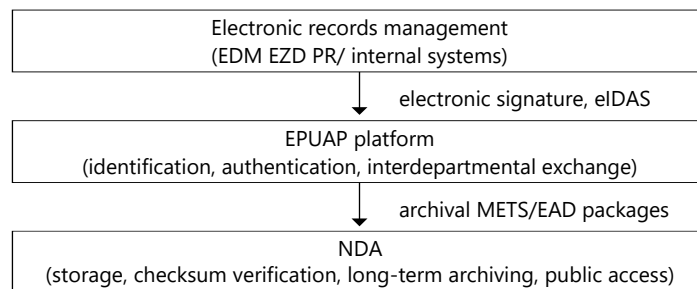 Electronic records management
(EDM EZD PR/ internal systems)
electronic signature, eIDAS
EPUAP platform
(identification, authentication, interdepartmental exchange)
archival METS/EAD packages
NDA
(storage, checksum verification, long-term archiving, public access)